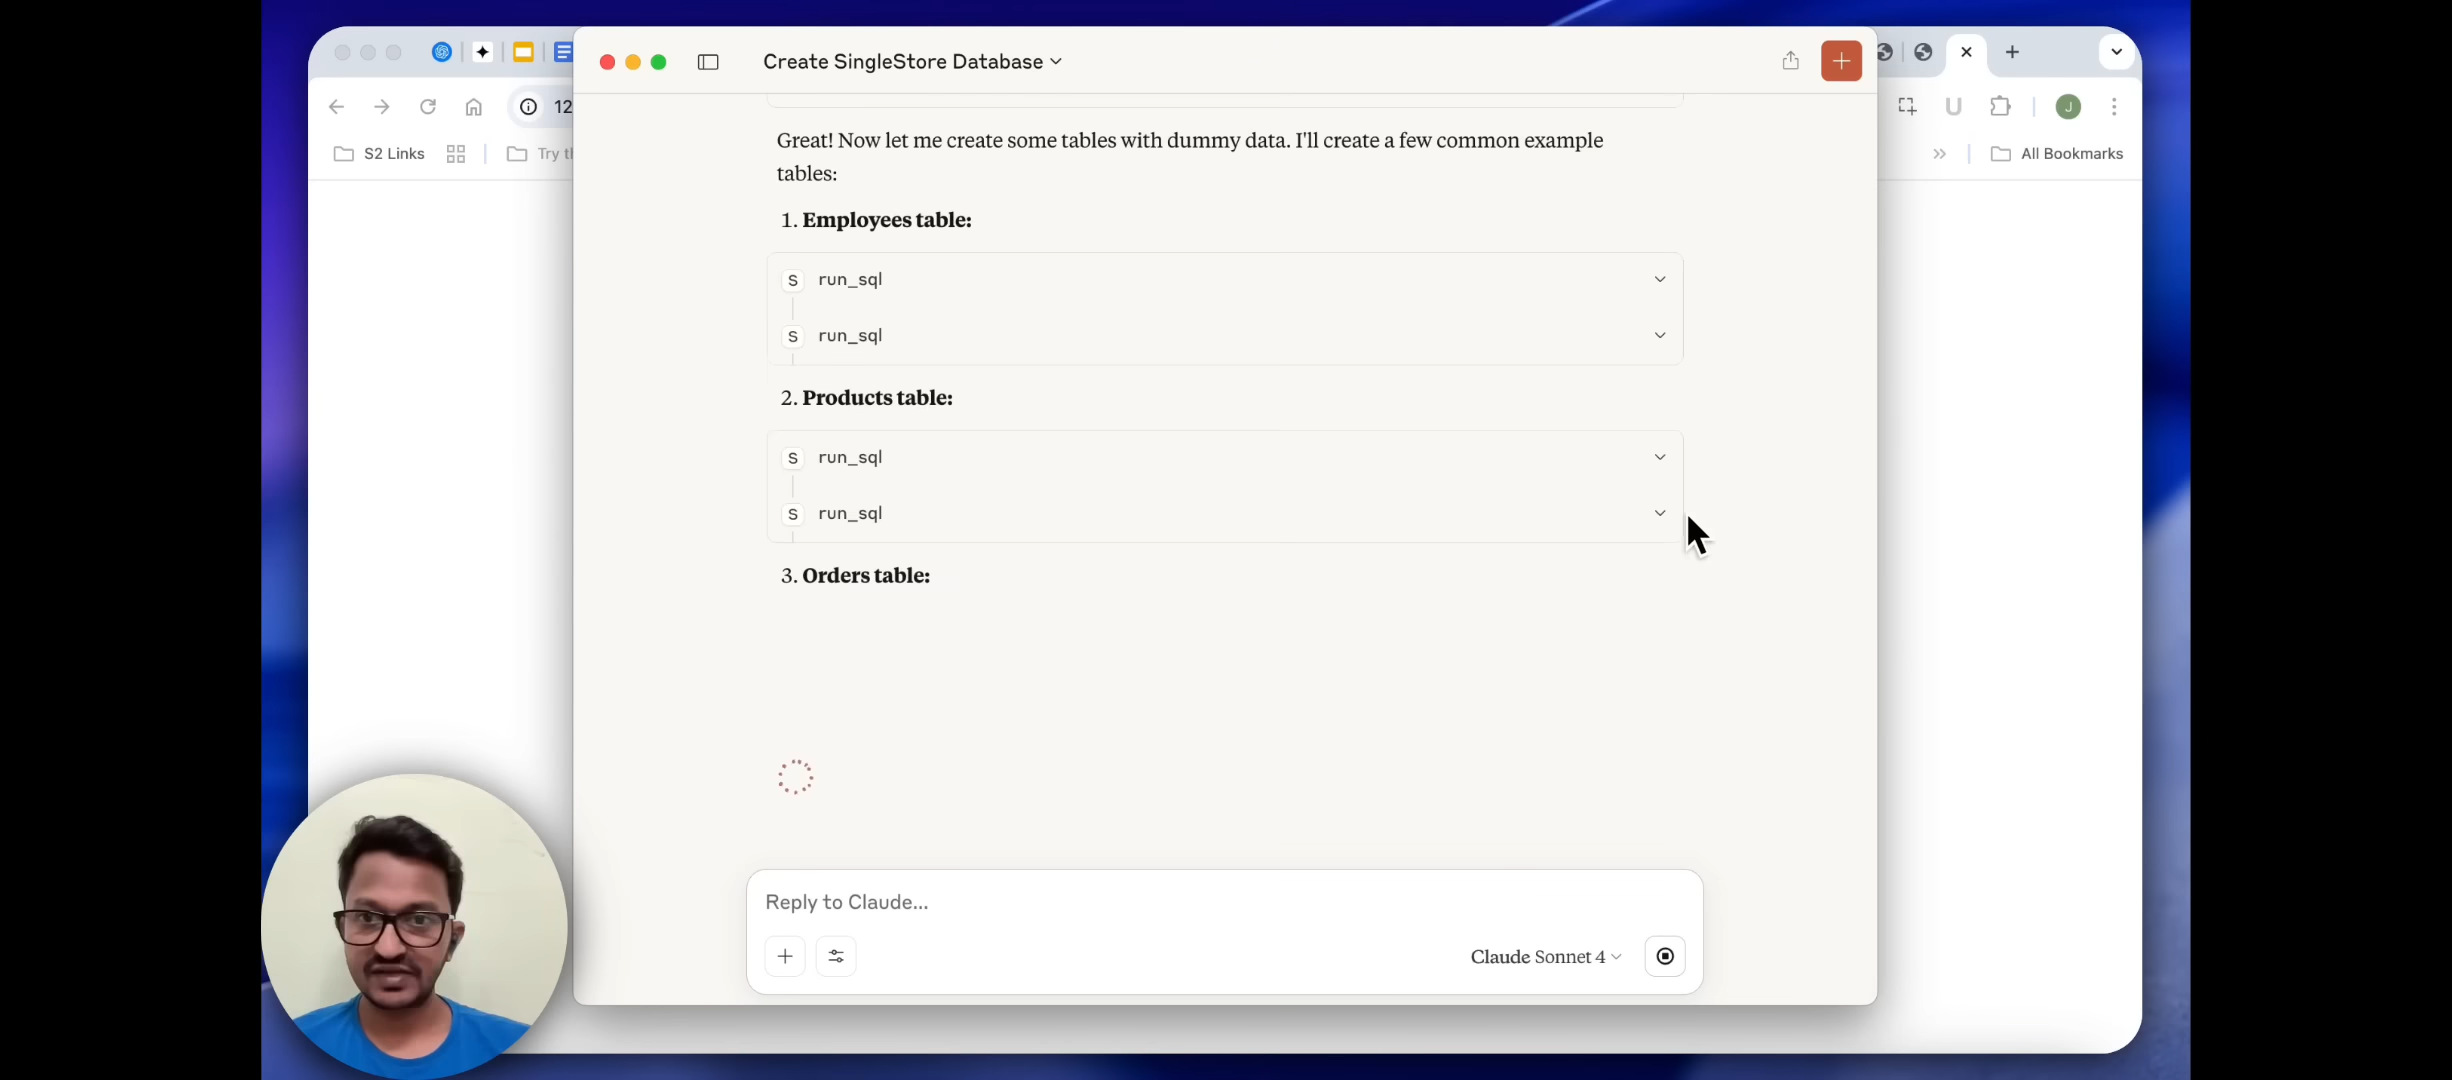 Create SingleStore Database
12
S2 Links
Try t
All Bookmarks
J
U
Great! Now let me create some tables with dummy data. I'll create a few common example
tables:
1. Employees table:
S run_sql
S run_sql
2. Products table:
S run_sql
S run_sql
3. Orders table:
Reply to Claude...
Claude Sonnet 4